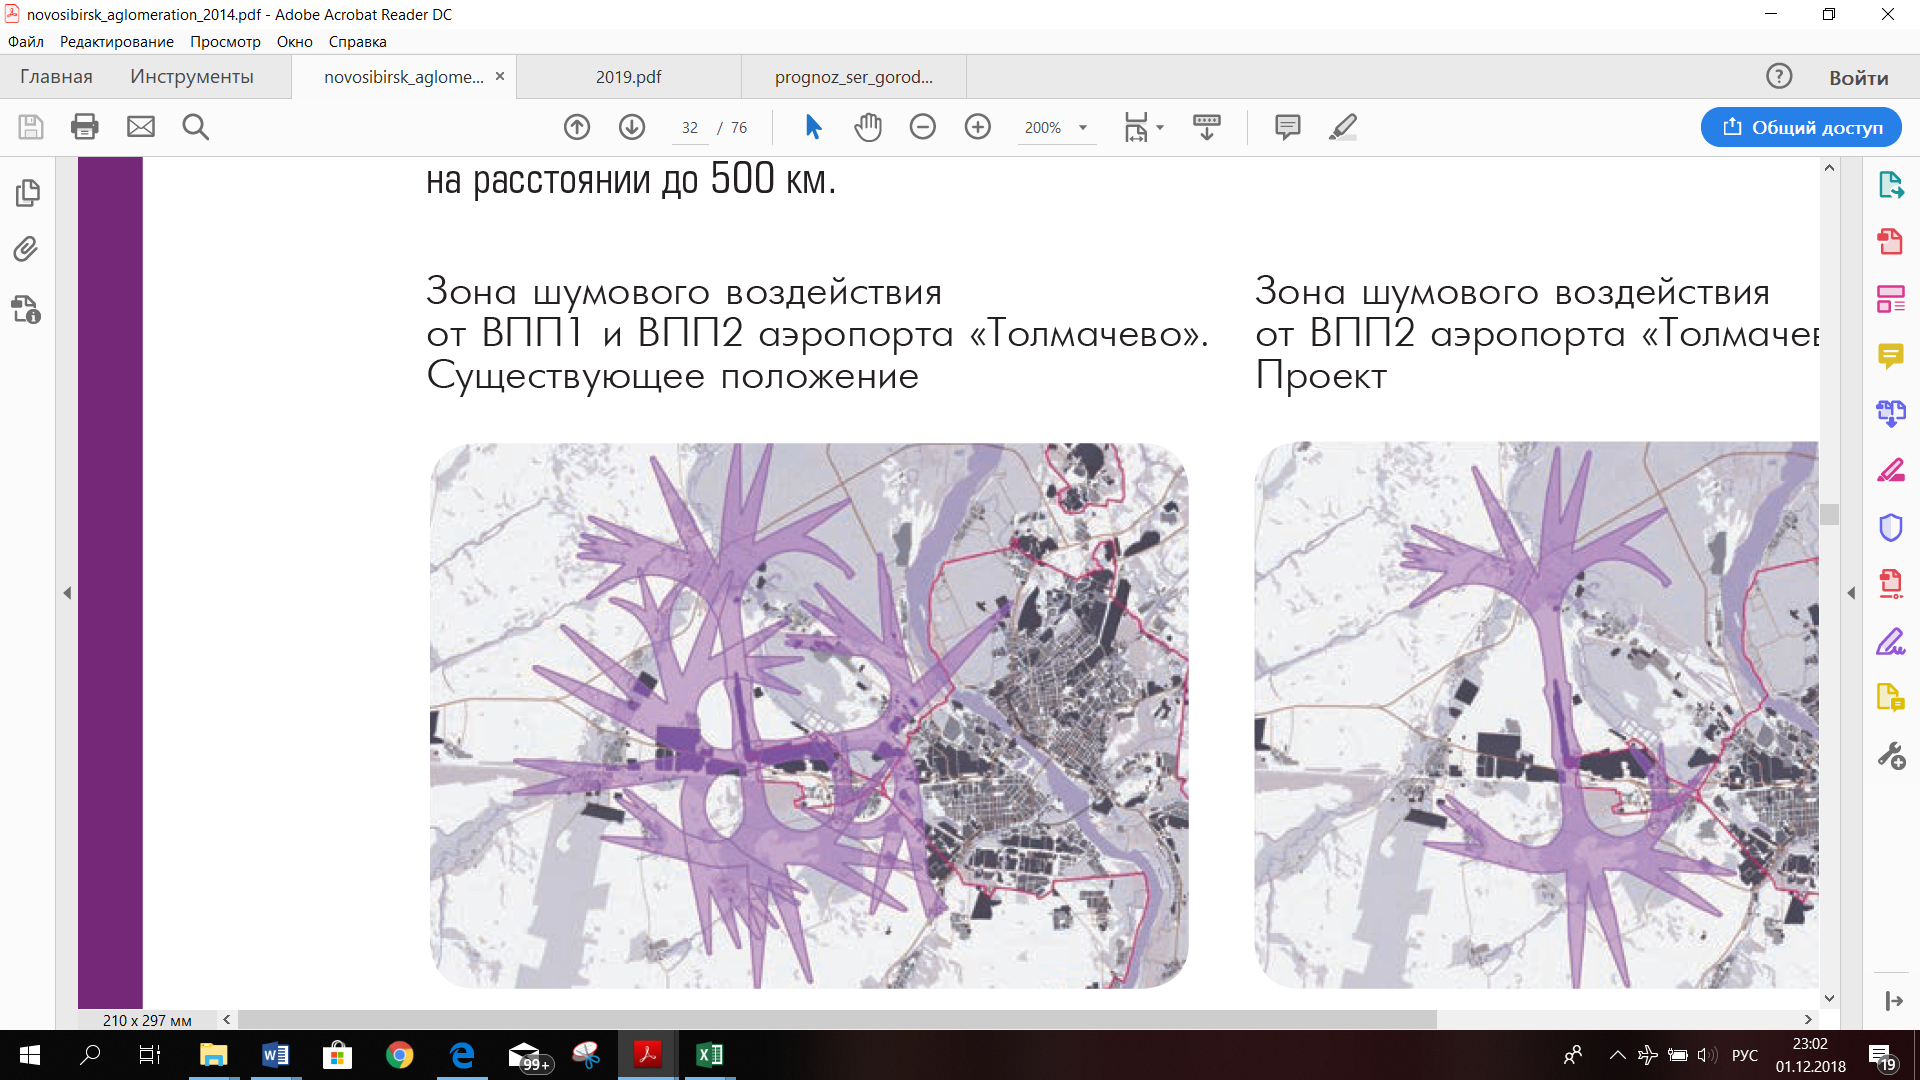 novosibirsk_aglomeration_2014.pdf - Adobe Acrobat Reader DC
Файл Редактирование Просмотр Окно Справка
Главная Инструменты novosibirsk_aglome... 2019.pdf prognoz_ser_gorod... Войти
32 / 76 200% Общий доступ
на расстоянии до 500 км.
Зона шумового воздействия
от ВПП1 и ВПП2 аэропорта «Толмачево».
Существующее положение
Зона шумового воздействия
от ВПП2 аэропорта «Толмачев
Проект
210 x 297 мм
99+
РУС
23:02
01.12.2018
19